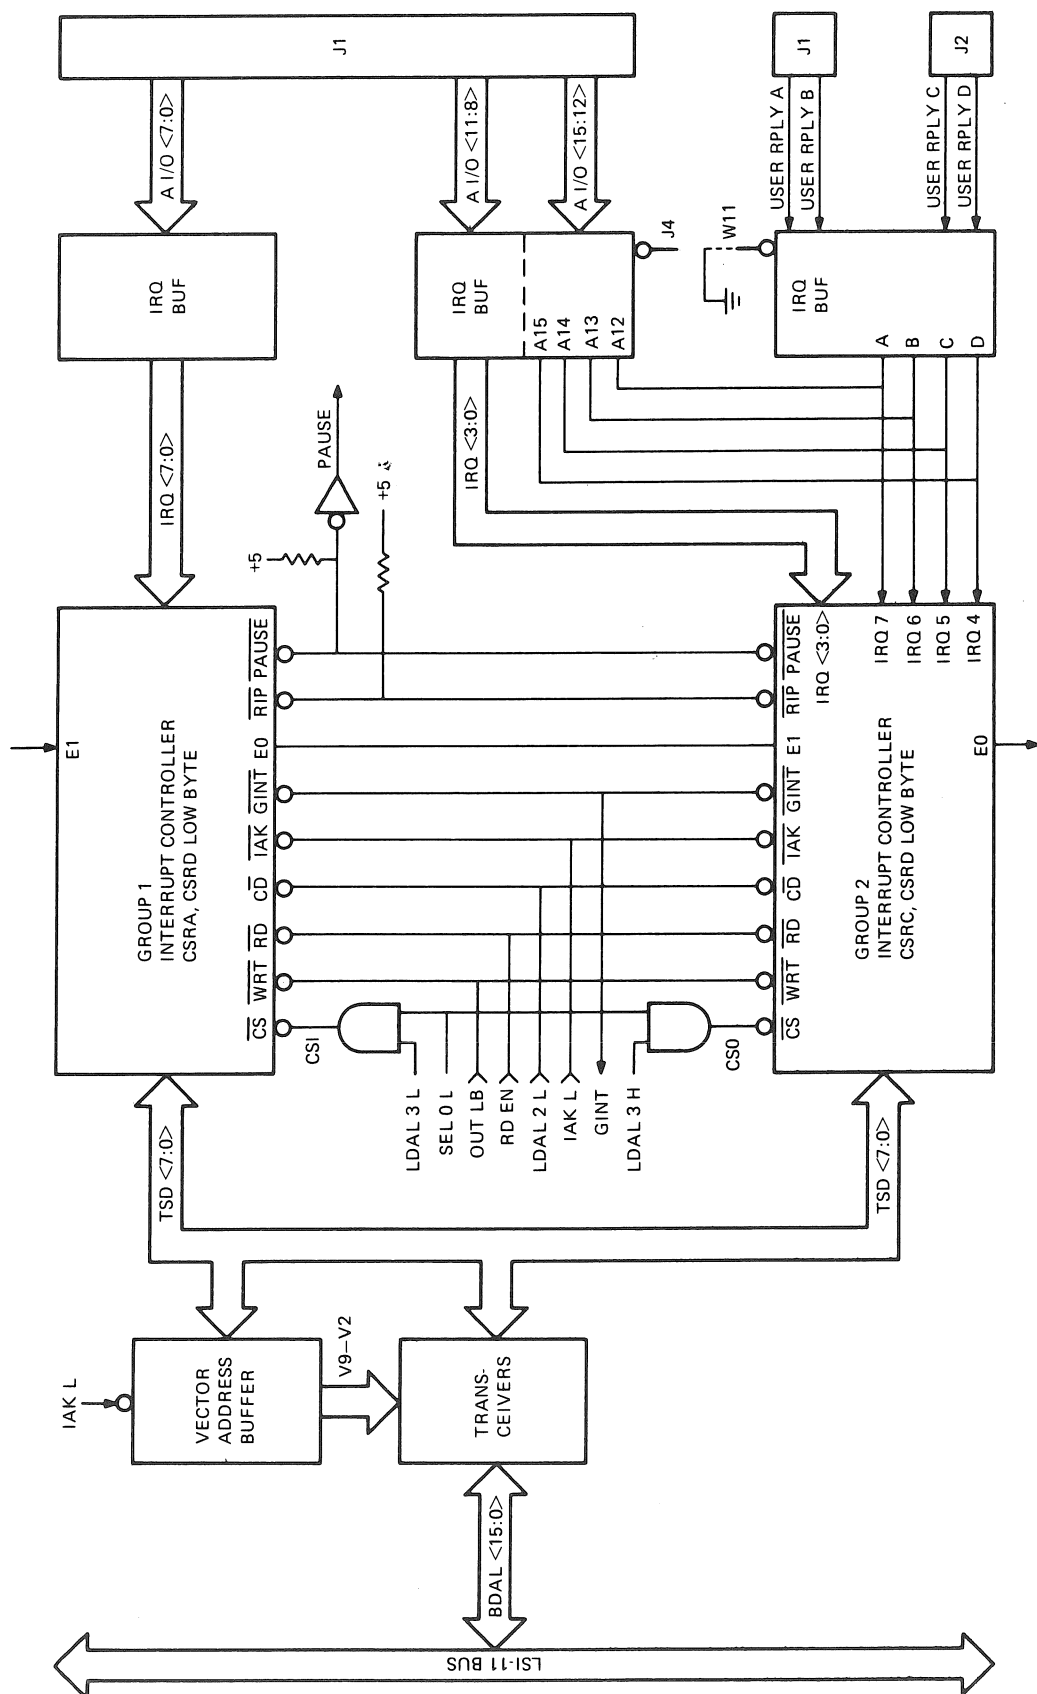 J1
J1
J2
A I/O <7:0>
A I/O <11:8>
A I/O <15:12>
USER RPLY A
USER RPLY B
USER RPLY C
USER RPLY D
IRQ
BUF
IRQ
BUF
A15
A14
A13
A12
J4
W11
IRQ
BUF
A
B
C
D
IRQ <7:0>
PAUSE
+5
+5
IRQ <3:0>
E1
GROUP 1
INTERRUPT CONTROLLER
CSRA, CSRD LOW BYTE
CS
WRT
RD
CD
IAK
GINT
E0
RIP
PAUSE
CSI
LDAL 3 L
SEL 0 L
OUT LB
RD EN
LDAL 2 L
IAK L
GINT
LDAL 3 H
CS0
CS
WRT
RD
CD
IAK
GINT
E1
RIP
PAUSE
IRQ <3:0>
IRQ 7
IRQ 6
IRQ 5
IRQ 4
GROUP 2
INTERRUPT CONTROLLER
CSRC, CSRD LOW BYTE
E0
TSD <7:0>
TSD <7:0>
IAK L
VECTOR
ADDRESS
BUFFER
V9–V2
TRANS-
CEIVERS
BDAL <15:0>
LSI-11 BUS